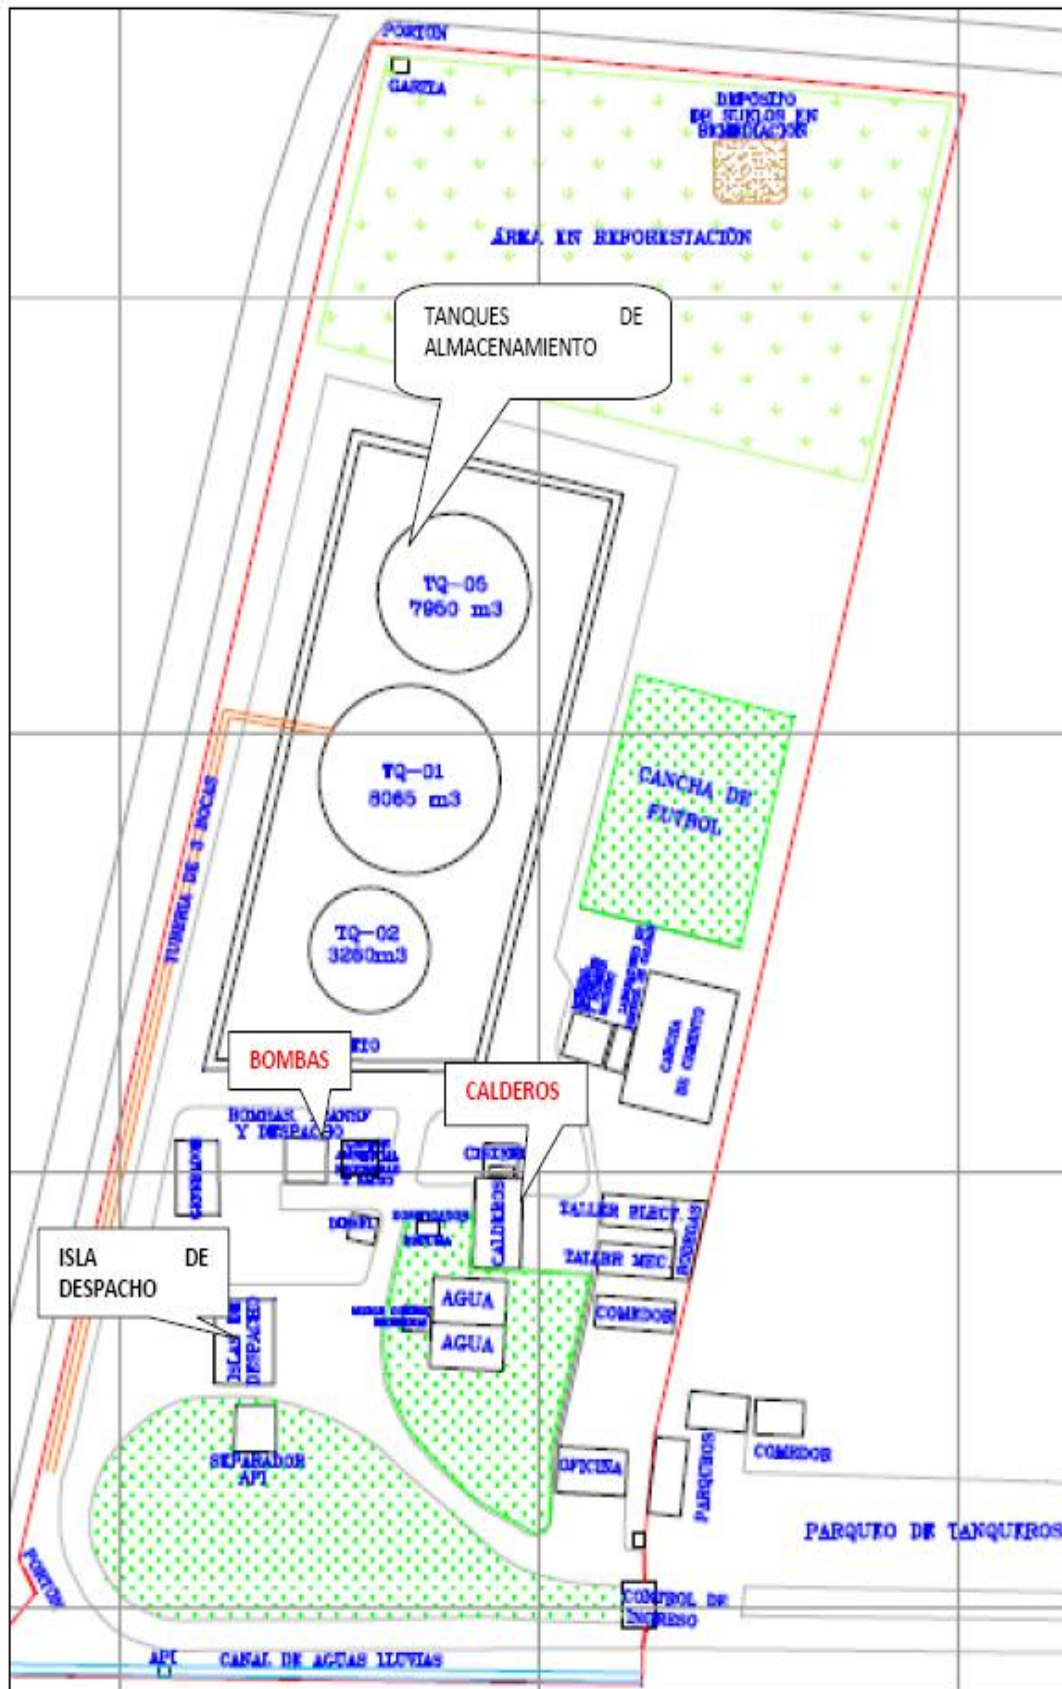 PORTON
GARITA
DEPOSITO
DE SUELOS EN
REMEDIACION
ÁREA EN REFORESTACIÓN
TANQUES DE
ALMACENAMIENTO
TQ-05
7950 m3
TQ-01
8065 m3
CANCHA DE
FUTBOL
TUBERIA DE 3 BOCAS
TQ-02
3260m3
CANCHA
DE CEMENTO
BOMBAS
CALDEROS
BOMBAS
Y DESPACHO
GENERADOR
CALDEROS
TALLER ELECT.
BODEGAS
TALLER MEC.
COMEDOR
ISLA DE
DESPACHO
AGUA
AGUA
ISLAS DE
DESPACHO
SEPARADOR
API
OFICINA
PARQUEOS
COMEDOR
PARQUEO DE TANQUEROS
PORTON
CONTROL DE
INGRESO
API
CANAL DE AGUAS LLUVIAS